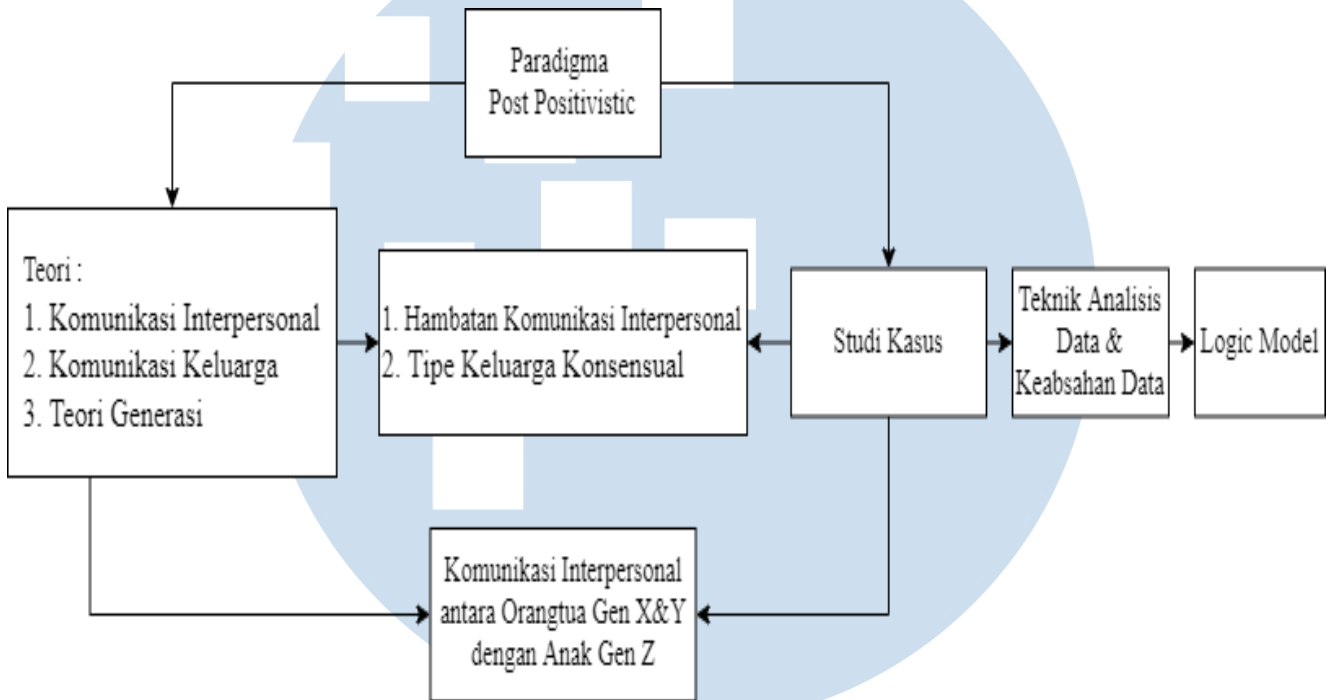 Paradigma
Post Positivistic
Teori :
1. Komunikasi Interpersonal
2. Komunikasi Keluarga
3. Teori Generasi
1. Hambatan Komunikasi Interpersonal
2. Tipe Keluarga Konsensual
Studi Kasus
Teknik Analisis
Data &
Keabsahan Data
Logic Model
Komunikasi Interpersonal
antara Orangtua Gen X&Y
dengan Anak Gen Z